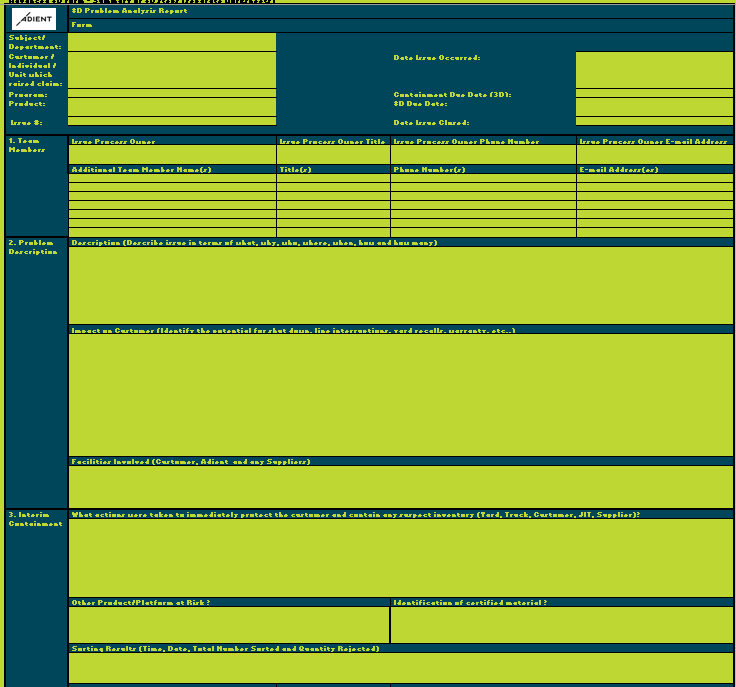 ADIENT
8D Problem Analysis Report
Form
Subject/
Department:
Customer /
Individual /
Unit which
raised claim:
Date Issue Occurred:
Program:
Containment Due Date (3D):
Product:
8D Due Date:
Issue #:
Date Issue Closed:
1. Team
Members
Issue Process Owner
Issue Process Owner Title
Issue Process Owner Phone Number
Issue Process Owner E-mail Address
Additional Team Member Name(s)
Title(s)
Phone Number(s)
E-mail Address(es)
2. Problem
Description
Description (Describe issue in terms of what, why, who, where, when, how and how many)
Impact on Customer (Identify the potential for shut down, line interruptions, yard recalls, warranty, etc..)
Facilities Involved (Customer, Adient and any Suppliers)
3. Interim
Containment
What actions were taken to immediately protect the customer and contain any suspect inventory (Yard, Truck, Customer, JIT, Supplier)?
Other Product/Platform at Risk ?
Identification of certified material ?
Sorting Results (Time, Date, Total Number Sorted and Quantity Rejected)